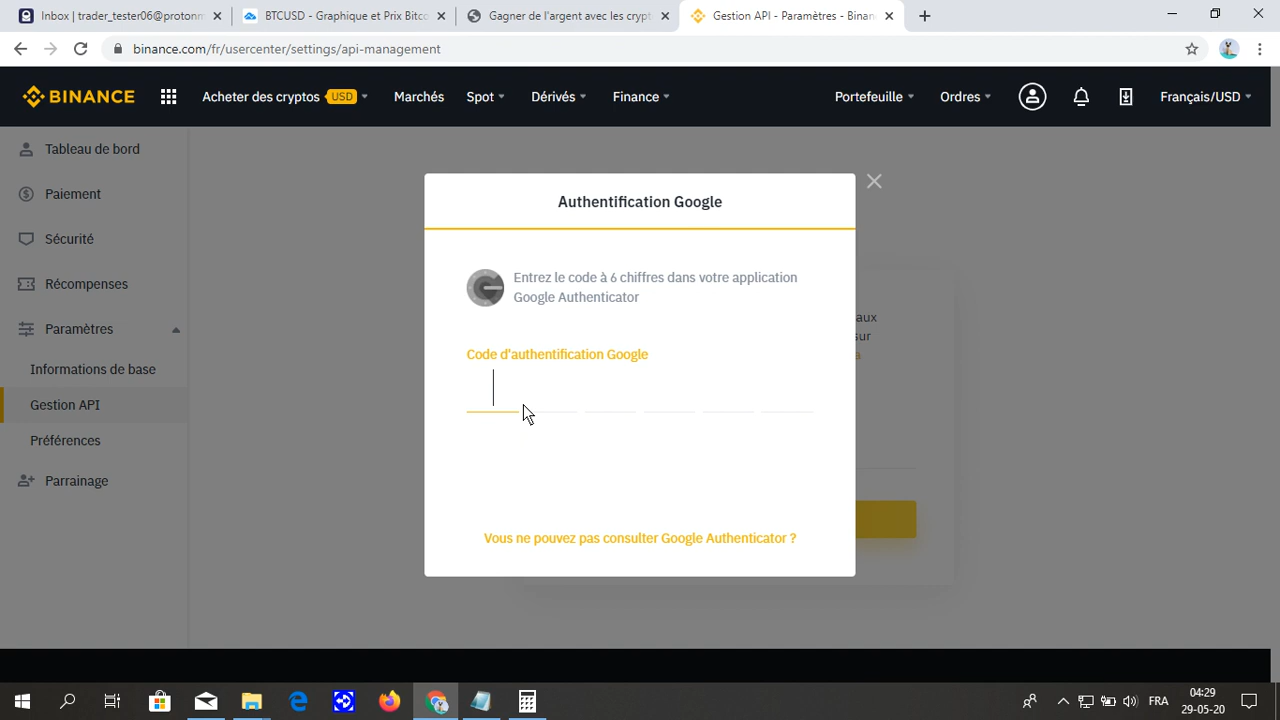 Inbox | trader_tester06@protonm
BTCUSD - Graphique et Prix Bitco
Gagner de l'argent avec les crypt
Gestion API - Paramètres - Binan
binance.com/fr/usercenter/settings/api-management
BINANCE
Acheter des cryptos USD
Marchés
Spot
Dérivés
Finance
Portefeuille
Ordres
Français/USD
Tableau de bord
Paiement
Sécurité
Récompenses
Paramètres
Informations de base
Gestion API
Préférences
Parrainage
Authentification Google
Entrez le code à 6 chiffres dans votre application
Google Authenticator
Code d'authentification Google
Vous ne pouvez pas consulter Google Authenticator ?
aux
sur
a
FRA
04:29
29-05-20